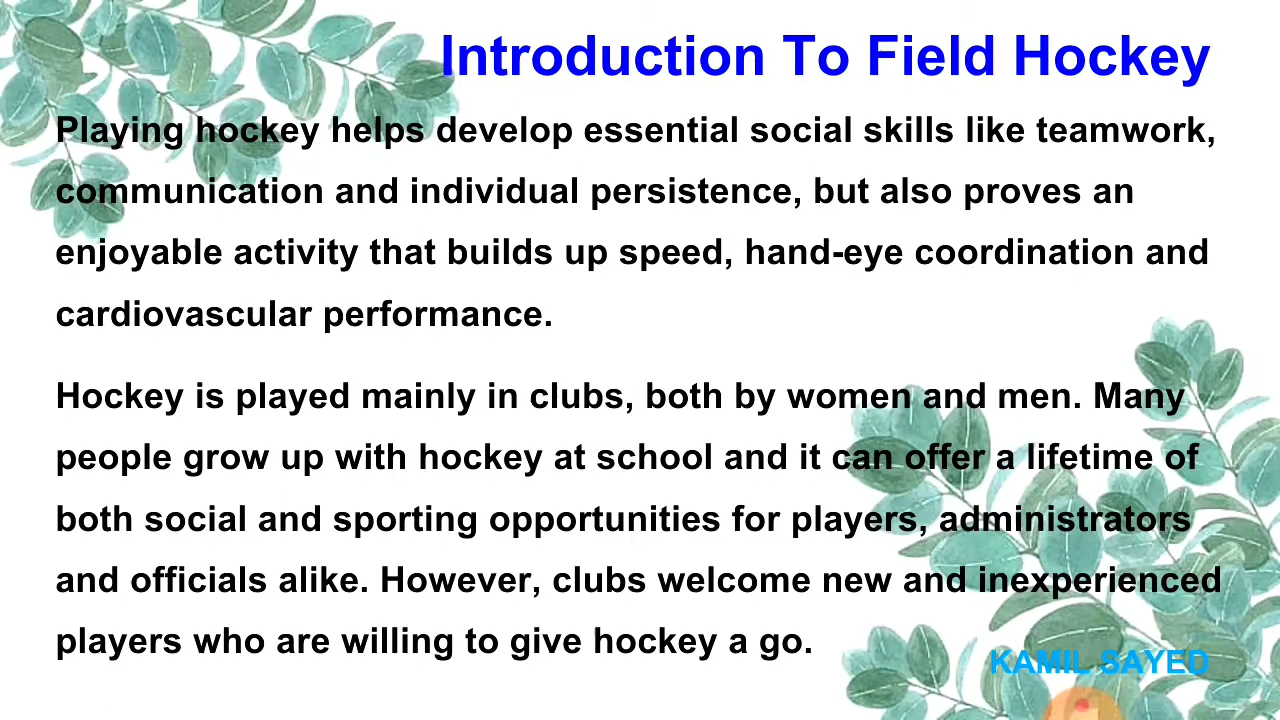 Introduction To Field Hockey
Playing hockey helps develop essential social skills like teamwork,
communication and individual persistence, but also proves an
enjoyable activity that builds up speed, hand-eye coordination and
cardiovascular performance.
Hockey is played mainly in clubs, both by women and men. Many
people grow up with hockey at school and it can offer a lifetime of
both social and sporting opportunities for players, administrators
and officials alike. However, clubs welcome new and inexperienced
players who are willing to give hockey a go.
KAMIL SAYED